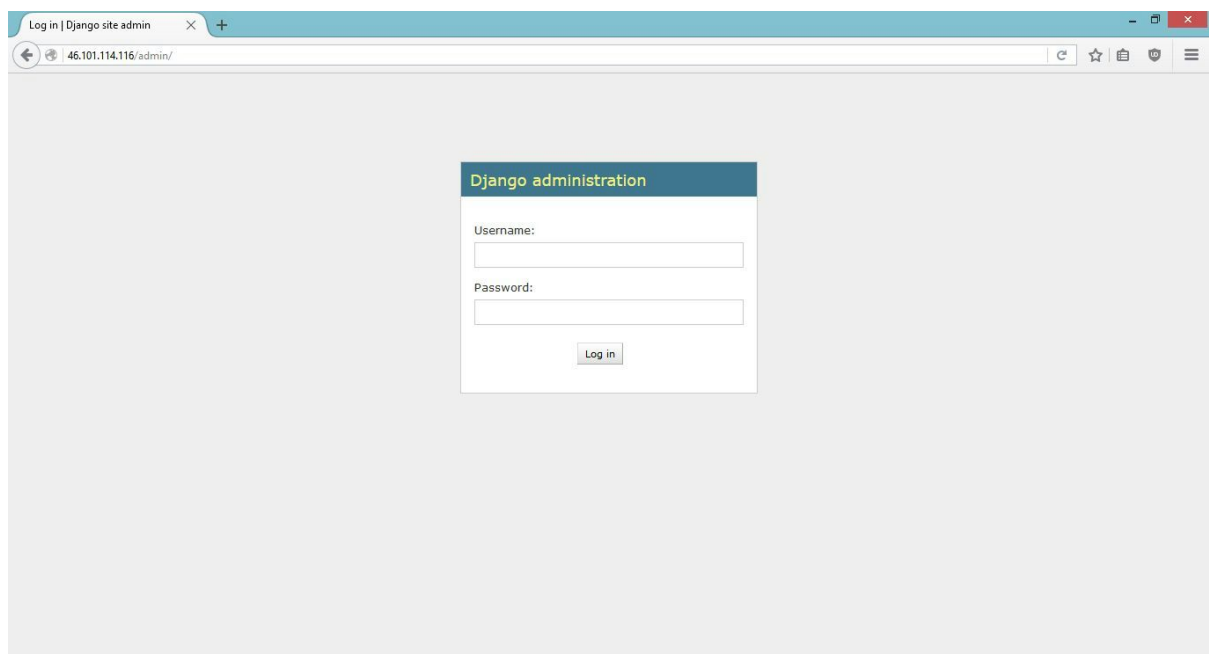 Log in | Django site admin
46.101.114.116/admin/
Django administration
Username:
Password:
Log in